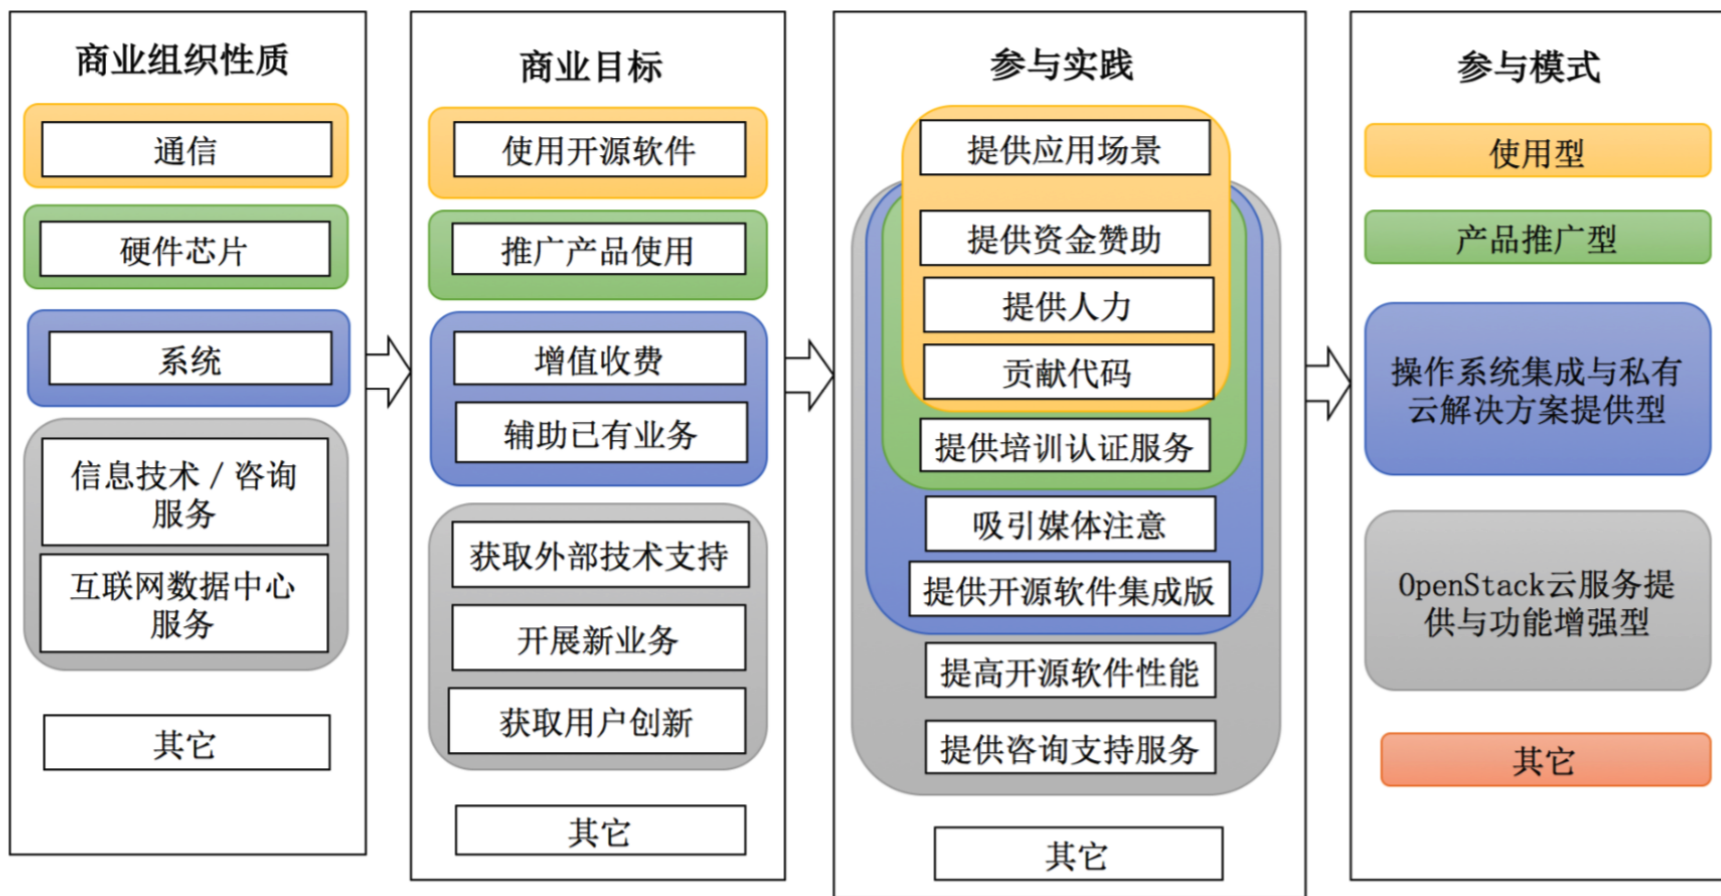 商业组织性质
通信
硬件芯片
系统
信息技术 / 咨询
服务
互联网数据中心
服务
其它
商业目标
使用开源软件
推广产品使用
增值收费
辅助已有业务
获取外部技术支持
开展新业务
获取用户创新
其它
参与实践
提供应用场景
提供资金赞助
提供人力
贡献代码
提供培训认证服务
吸引媒体注意
提供开源软件集成版
提高开源软件性能
提供咨询支持服务
其它
参与模式
使用型
产品推广型
操作系统集成与私有
云解决方案提供型
OpenStack云服务提
供与功能增强型
其它